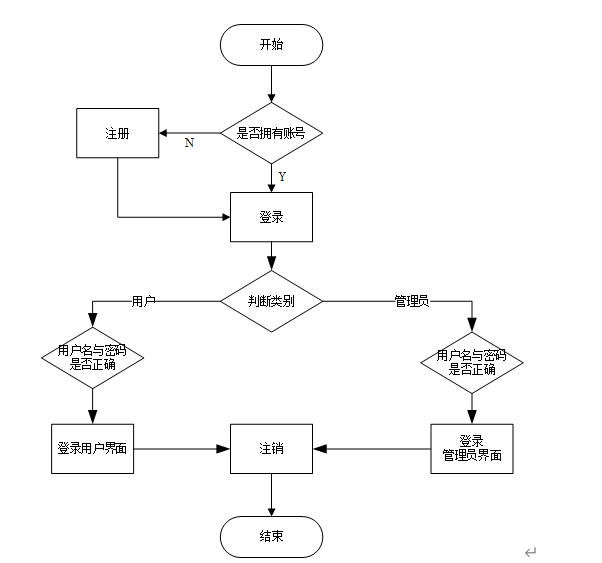 开始
是否拥有账号
注册
N
Y
登录
判断类别
用户
管理员
用户名与密码
是否正确
用户名与密码
是否正确
登录用户界面
注销
登录
管理员界面
结束